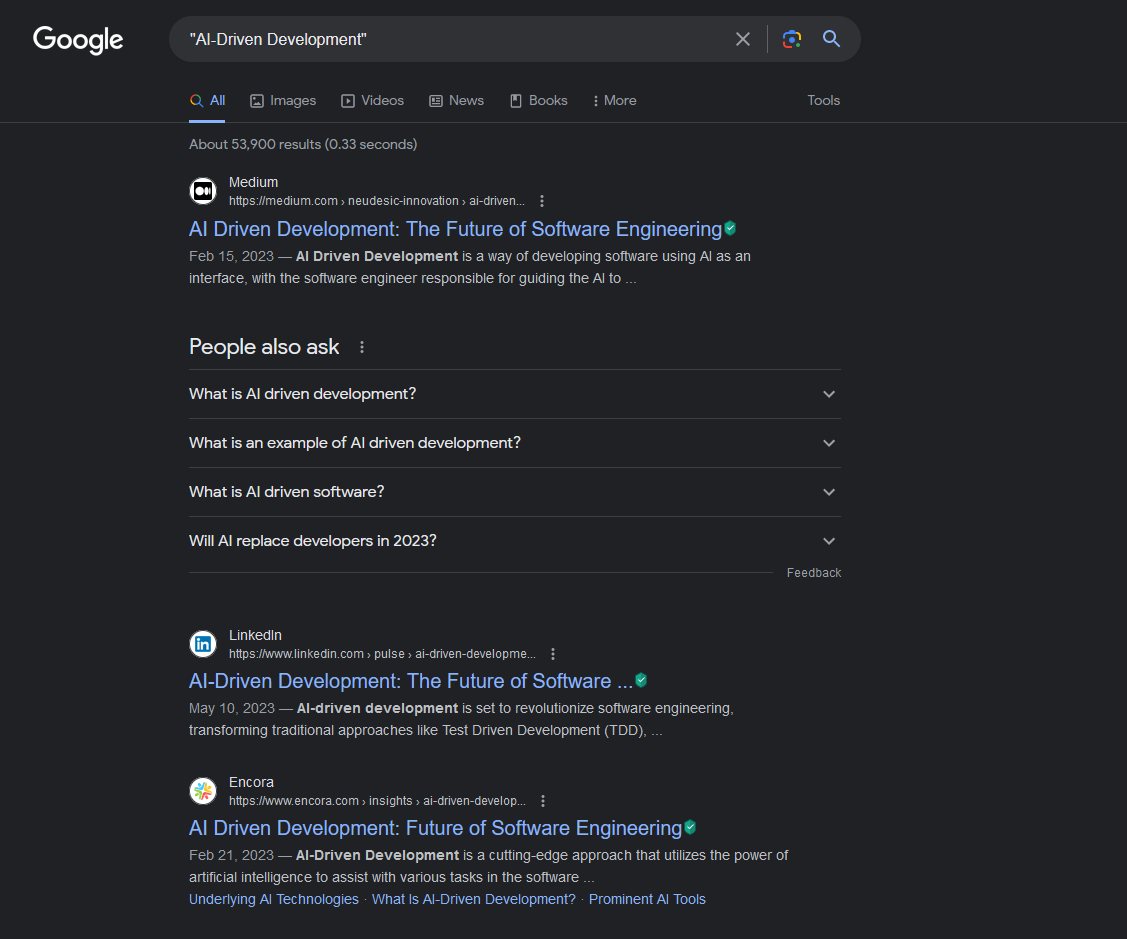 Google
"AI-Driven Development"
All Images Videos News Books More Tools
About 53,900 results (0.33 seconds)
Medium
https://medium.com › neudesic-innovation › ai-driven...
AI Driven Development: The Future of Software Engineering
Feb 15, 2023 — AI Driven Development is a way of developing software using AI as an
interface, with the software engineer responsible for guiding the AI to ...
People also ask
What is AI driven development?
What is an example of AI driven development?
What is AI driven software?
Will AI replace developers in 2023?
Feedback
LinkedIn
https://www.linkedin.com › pulse › ai-driven-developme...
AI-Driven Development: The Future of Software ...
May 10, 2023 — AI-driven development is set to revolutionize software engineering,
transforming traditional approaches like Test Driven Development (TDD), ...
Encora
https://www.encora.com › insights › ai-driven-develop...
AI Driven Development: Future of Software Engineering
Feb 21, 2023 — AI-Driven Development is a cutting-edge approach that utilizes the power of
artificial intelligence to assist with various tasks in the software ...
Underlying AI Technologies · What Is AI-Driven Development? · Prominent AI Tools